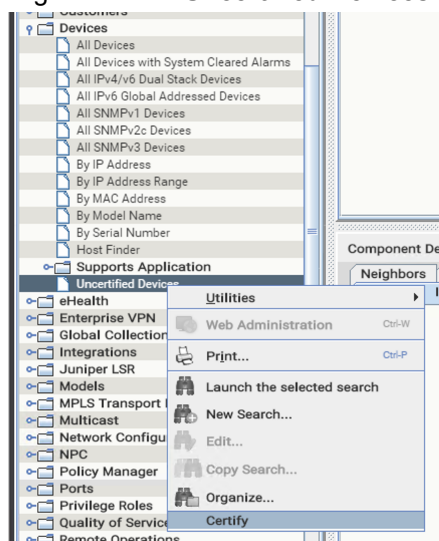 Customers
Devices
All Devices
All Devices with System Cleared Alarms
All IPv4/v6 Dual Stack Devices
All IPv6 Global Addressed Devices
All SNMPv1 Devices
All SNMPv2c Devices
All SNMPv3 Devices
By IP Address
By IP Address Range
By MAC Address
By Model Name
By Serial Number
Host Finder
Supports Application
Uncertified Devices
eHealth
Enterprise VPN
Global Collection
Integrations
Juniper LSR
Models
MPLS Transport
Multicast
Network Configu
NPC
Policy Manager
Ports
Privilege Roles
Quality of Service
Remote Operations
Component De
Neighbors
Utilities
Web Administration Ctrl-W
Print... Ctrl-P
Launch the selected search
New Search...
Edit...
Copy Search...
Organize...
Certify